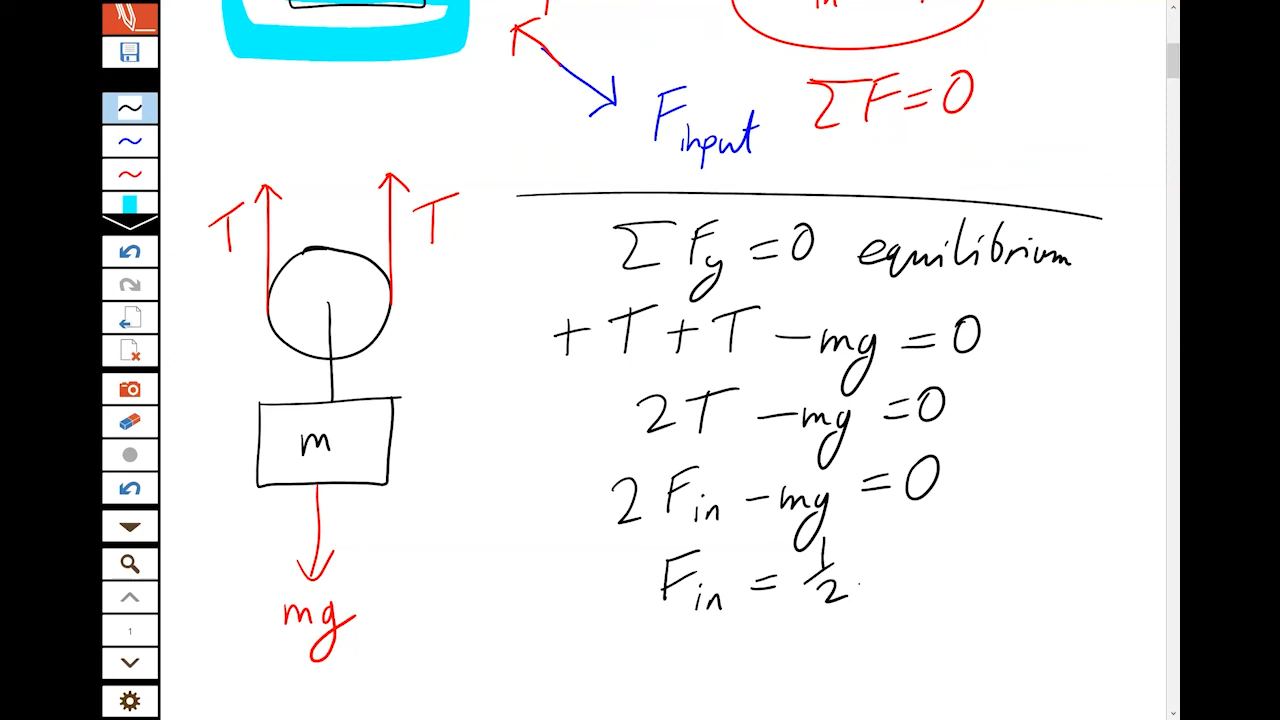 in
ΣF=0
F input
T T
ΣFy = 0 equilibrium
+ T + T - mg = 0
2T - mg = 0
m
2 Fin - mg = 0
Fin = 1/2
mg
1